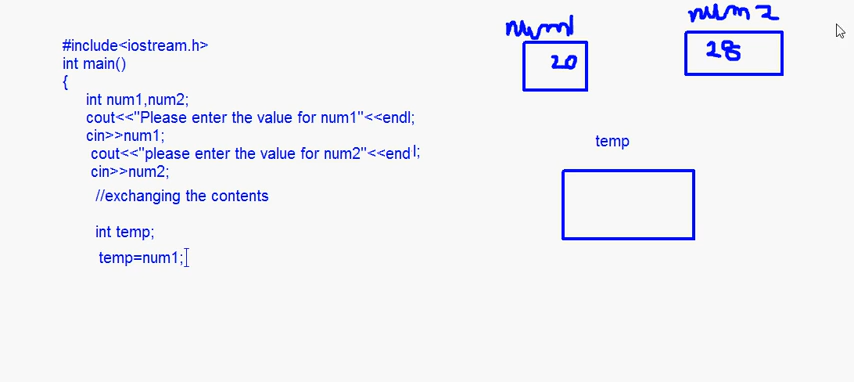 #include<iostream.h>
int main()
{
int num1,num2;
cout<<"Please enter the value for num1"<<endl;
cin>>num1;
cout<<"please enter the value for num2"<<endl;
cin>>num2;
//exchanging the contents
int temp;
temp=num1;
num1
20
num2
28
temp